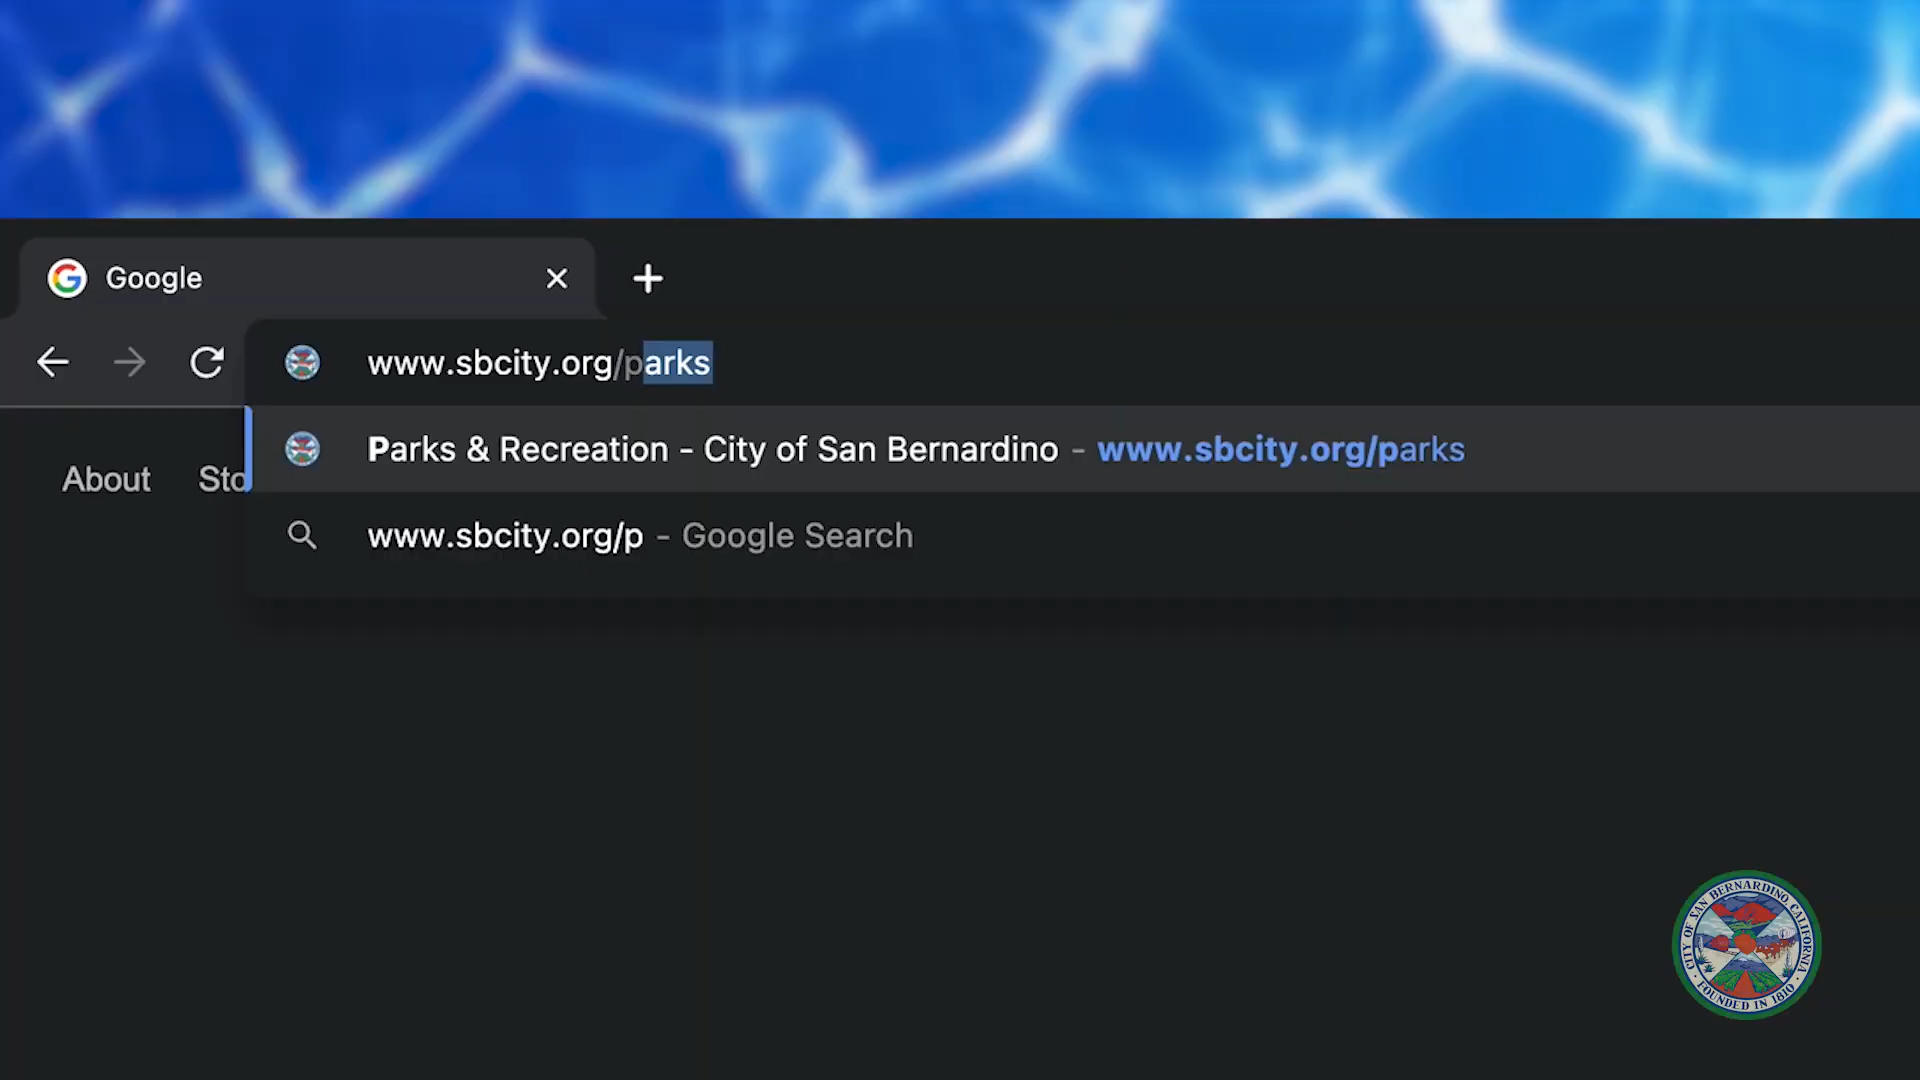 Google
www.sbcity.org/parks
Parks & Recreation - City of San Bernardino - www.sbcity.org/parks
About Sto
www.sbcity.org/p - Google Search
CITY OF SAN BERNARDINO, CALIFORNIA
FOUNDED IN 1810